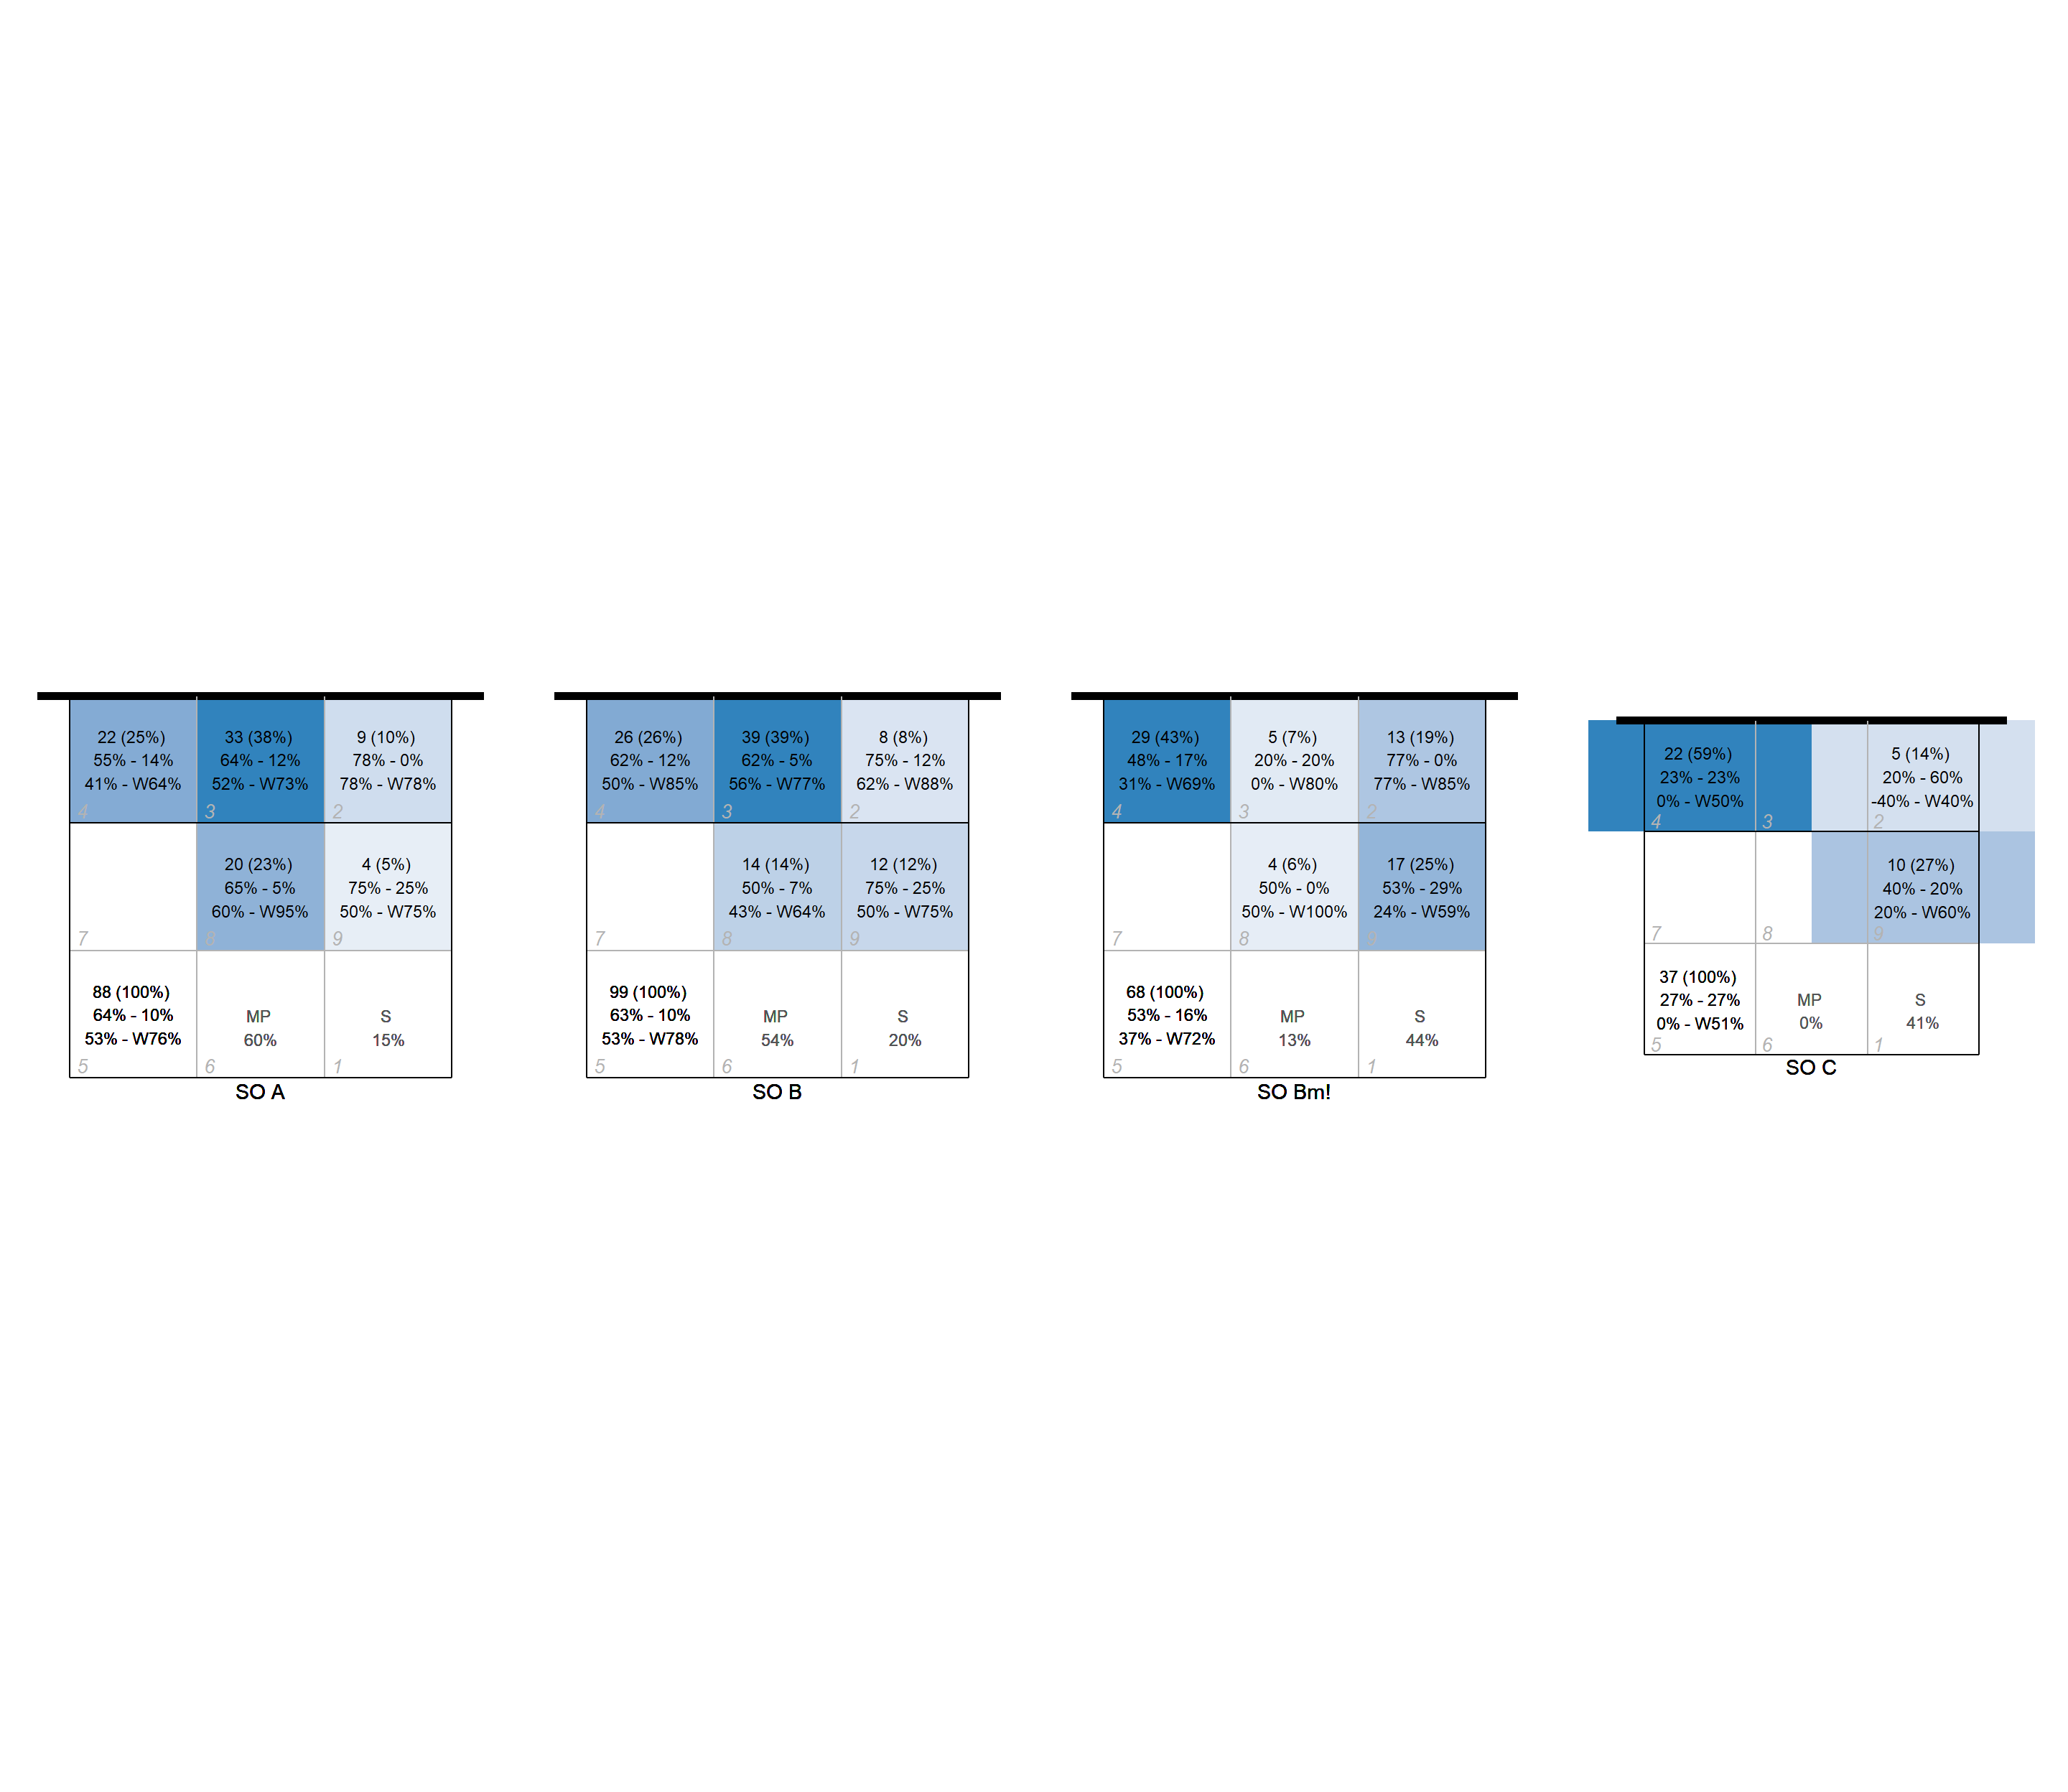 22 (25%)
55% - 14%
41% - W64%
4
33 (38%)
64% - 12%
52% - W73%
3
9 (10%)
78% - 0%
78% - W78%
2
7
20 (23%)
65% - 5%
60% - W95%
8
4 (5%)
75% - 25%
50% - W75%
9
88 (100%)
64% - 10%
53% - W76%
5
MP
60%
6
S
15%
1
SO A
26 (26%)
62% - 12%
50% - W85%
4
39 (39%)
62% - 5%
56% - W77%
3
8 (8%)
75% - 12%
62% - W88%
2
7
14 (14%)
50% - 7%
43% - W64%
8
12 (12%)
75% - 25%
50% - W75%
9
99 (100%)
63% - 10%
53% - W78%
5
MP
54%
6
S
20%
1
SO B
29 (43%)
48% - 17%
31% - W69%
4
5 (7%)
20% - 20%
0% - W80%
3
13 (19%)
77% - 0%
77% - W85%
2
7
4 (6%)
50% - 0%
50% - W100%
8
17 (25%)
53% - 29%
24% - W59%
9
68 (100%)
53% - 16%
37% - W72%
5
MP
13%
6
S
44%
1
SO Bm!
22 (59%)
23% - 23%
0% - W50%
4
3
5 (14%)
20% - 60%
-40% - W40%
2
7
8
10 (27%)
40% - 20%
20% - W60%
9
37 (100%)
27% - 27%
0% - W51%
5
MP
0%
6
S
41%
1
SO C